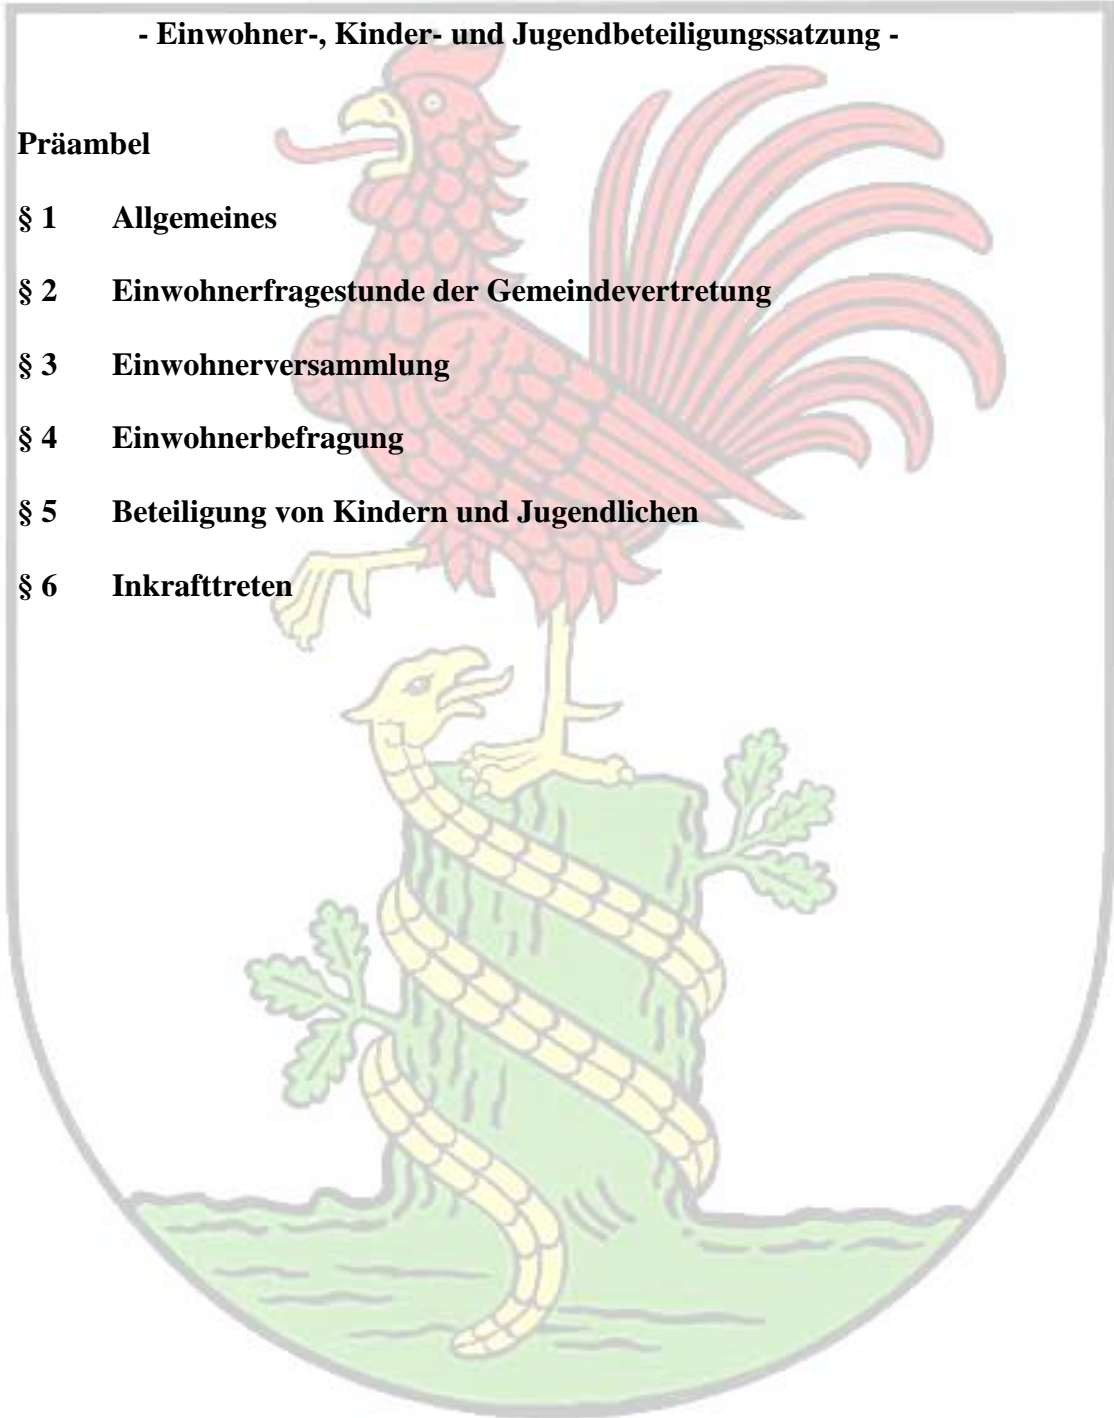 - Einwohner-, Kinder- und Jugendbeteiligungssatzung -
Präambel
§ 1 Allgemeines
§ 2 Einwohnerfragestunde der Gemeindevertretung
§ 3 Einwohnerversammlung
§ 4 Einwohnerbefragung
§ 5 Beteiligung von Kindern und Jugendlichen
§ 6 Inkrafttreten